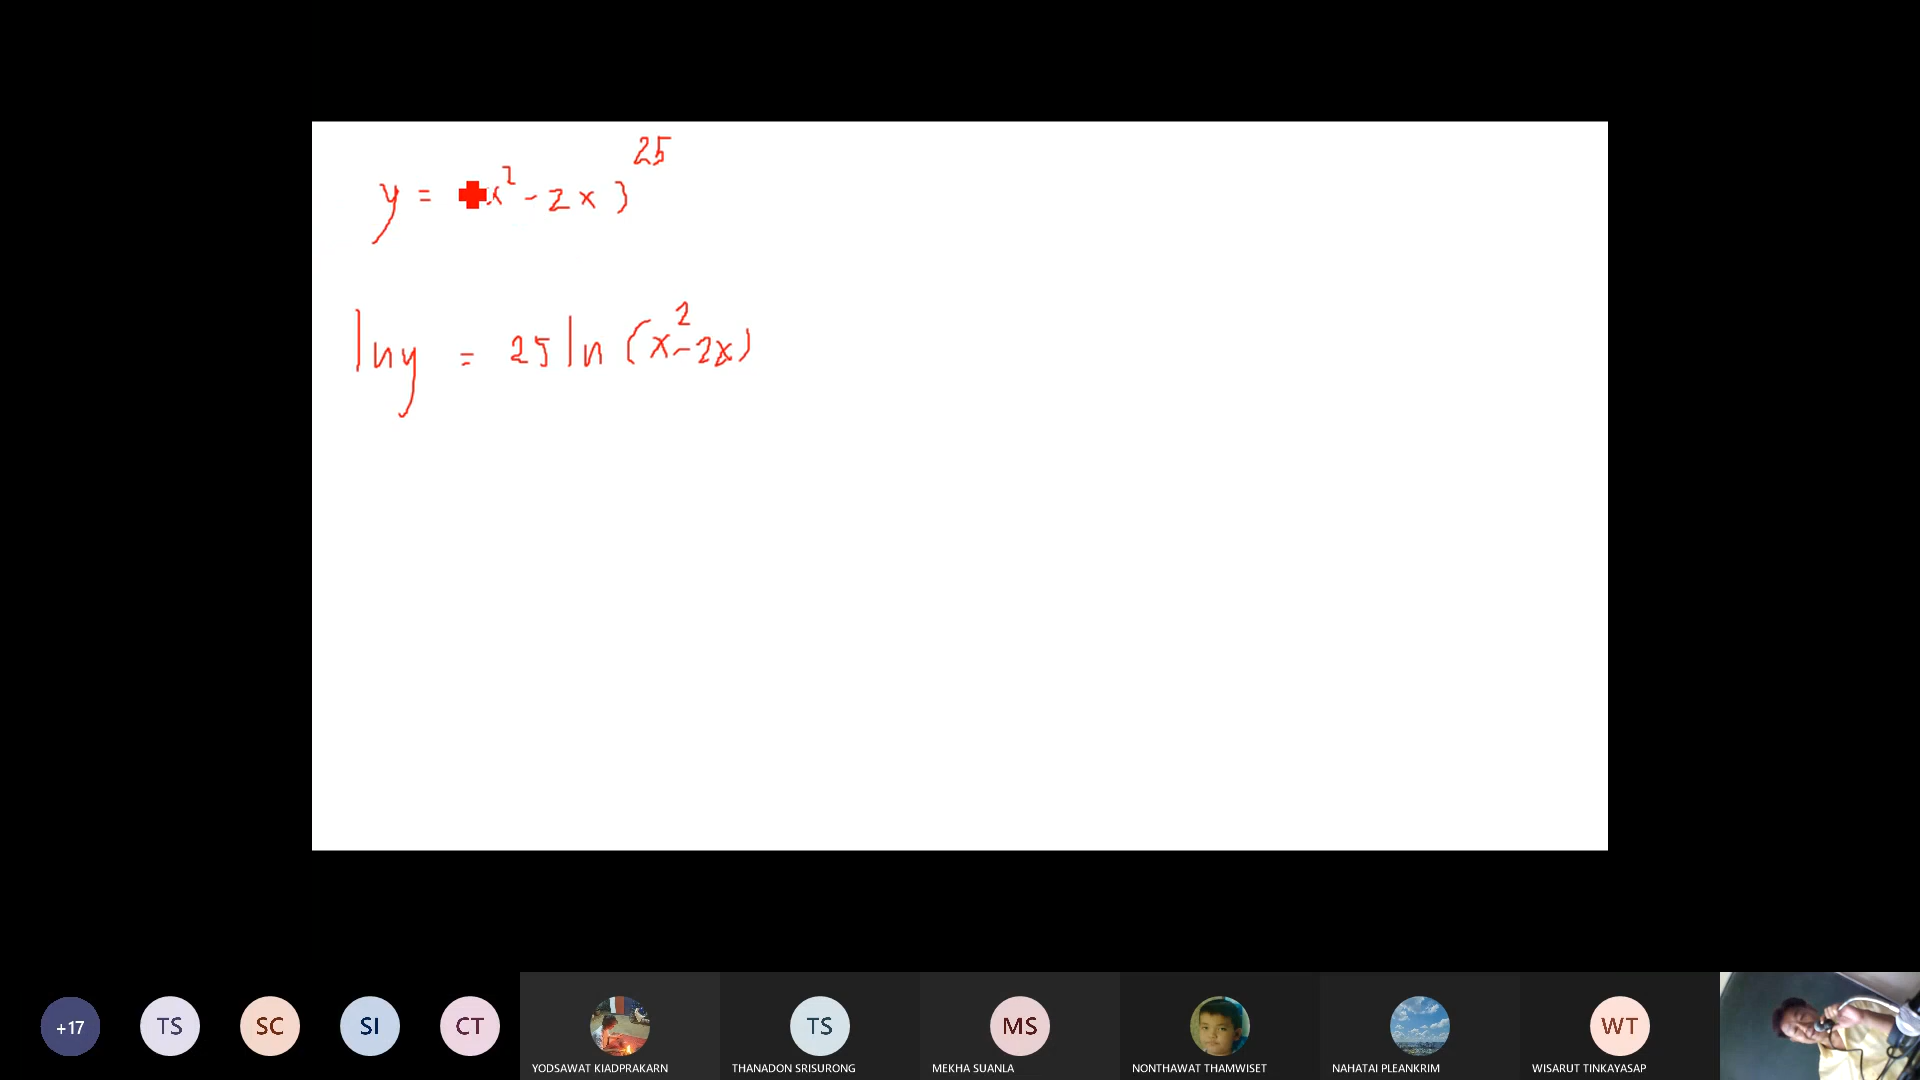 y = x² - 2x )²⁵
ln y = 25 ln (x² - 2x)
+17
TS
SC
SI
CT
TS
MS
WT
YODSAWAT KIADPRAKARN
THANADON SRISURONG
MEKHA SUANLA
NONTHAWAT THAMWISET
NAHATAI PLEANKRIM
WISARUT TINKAYASAP